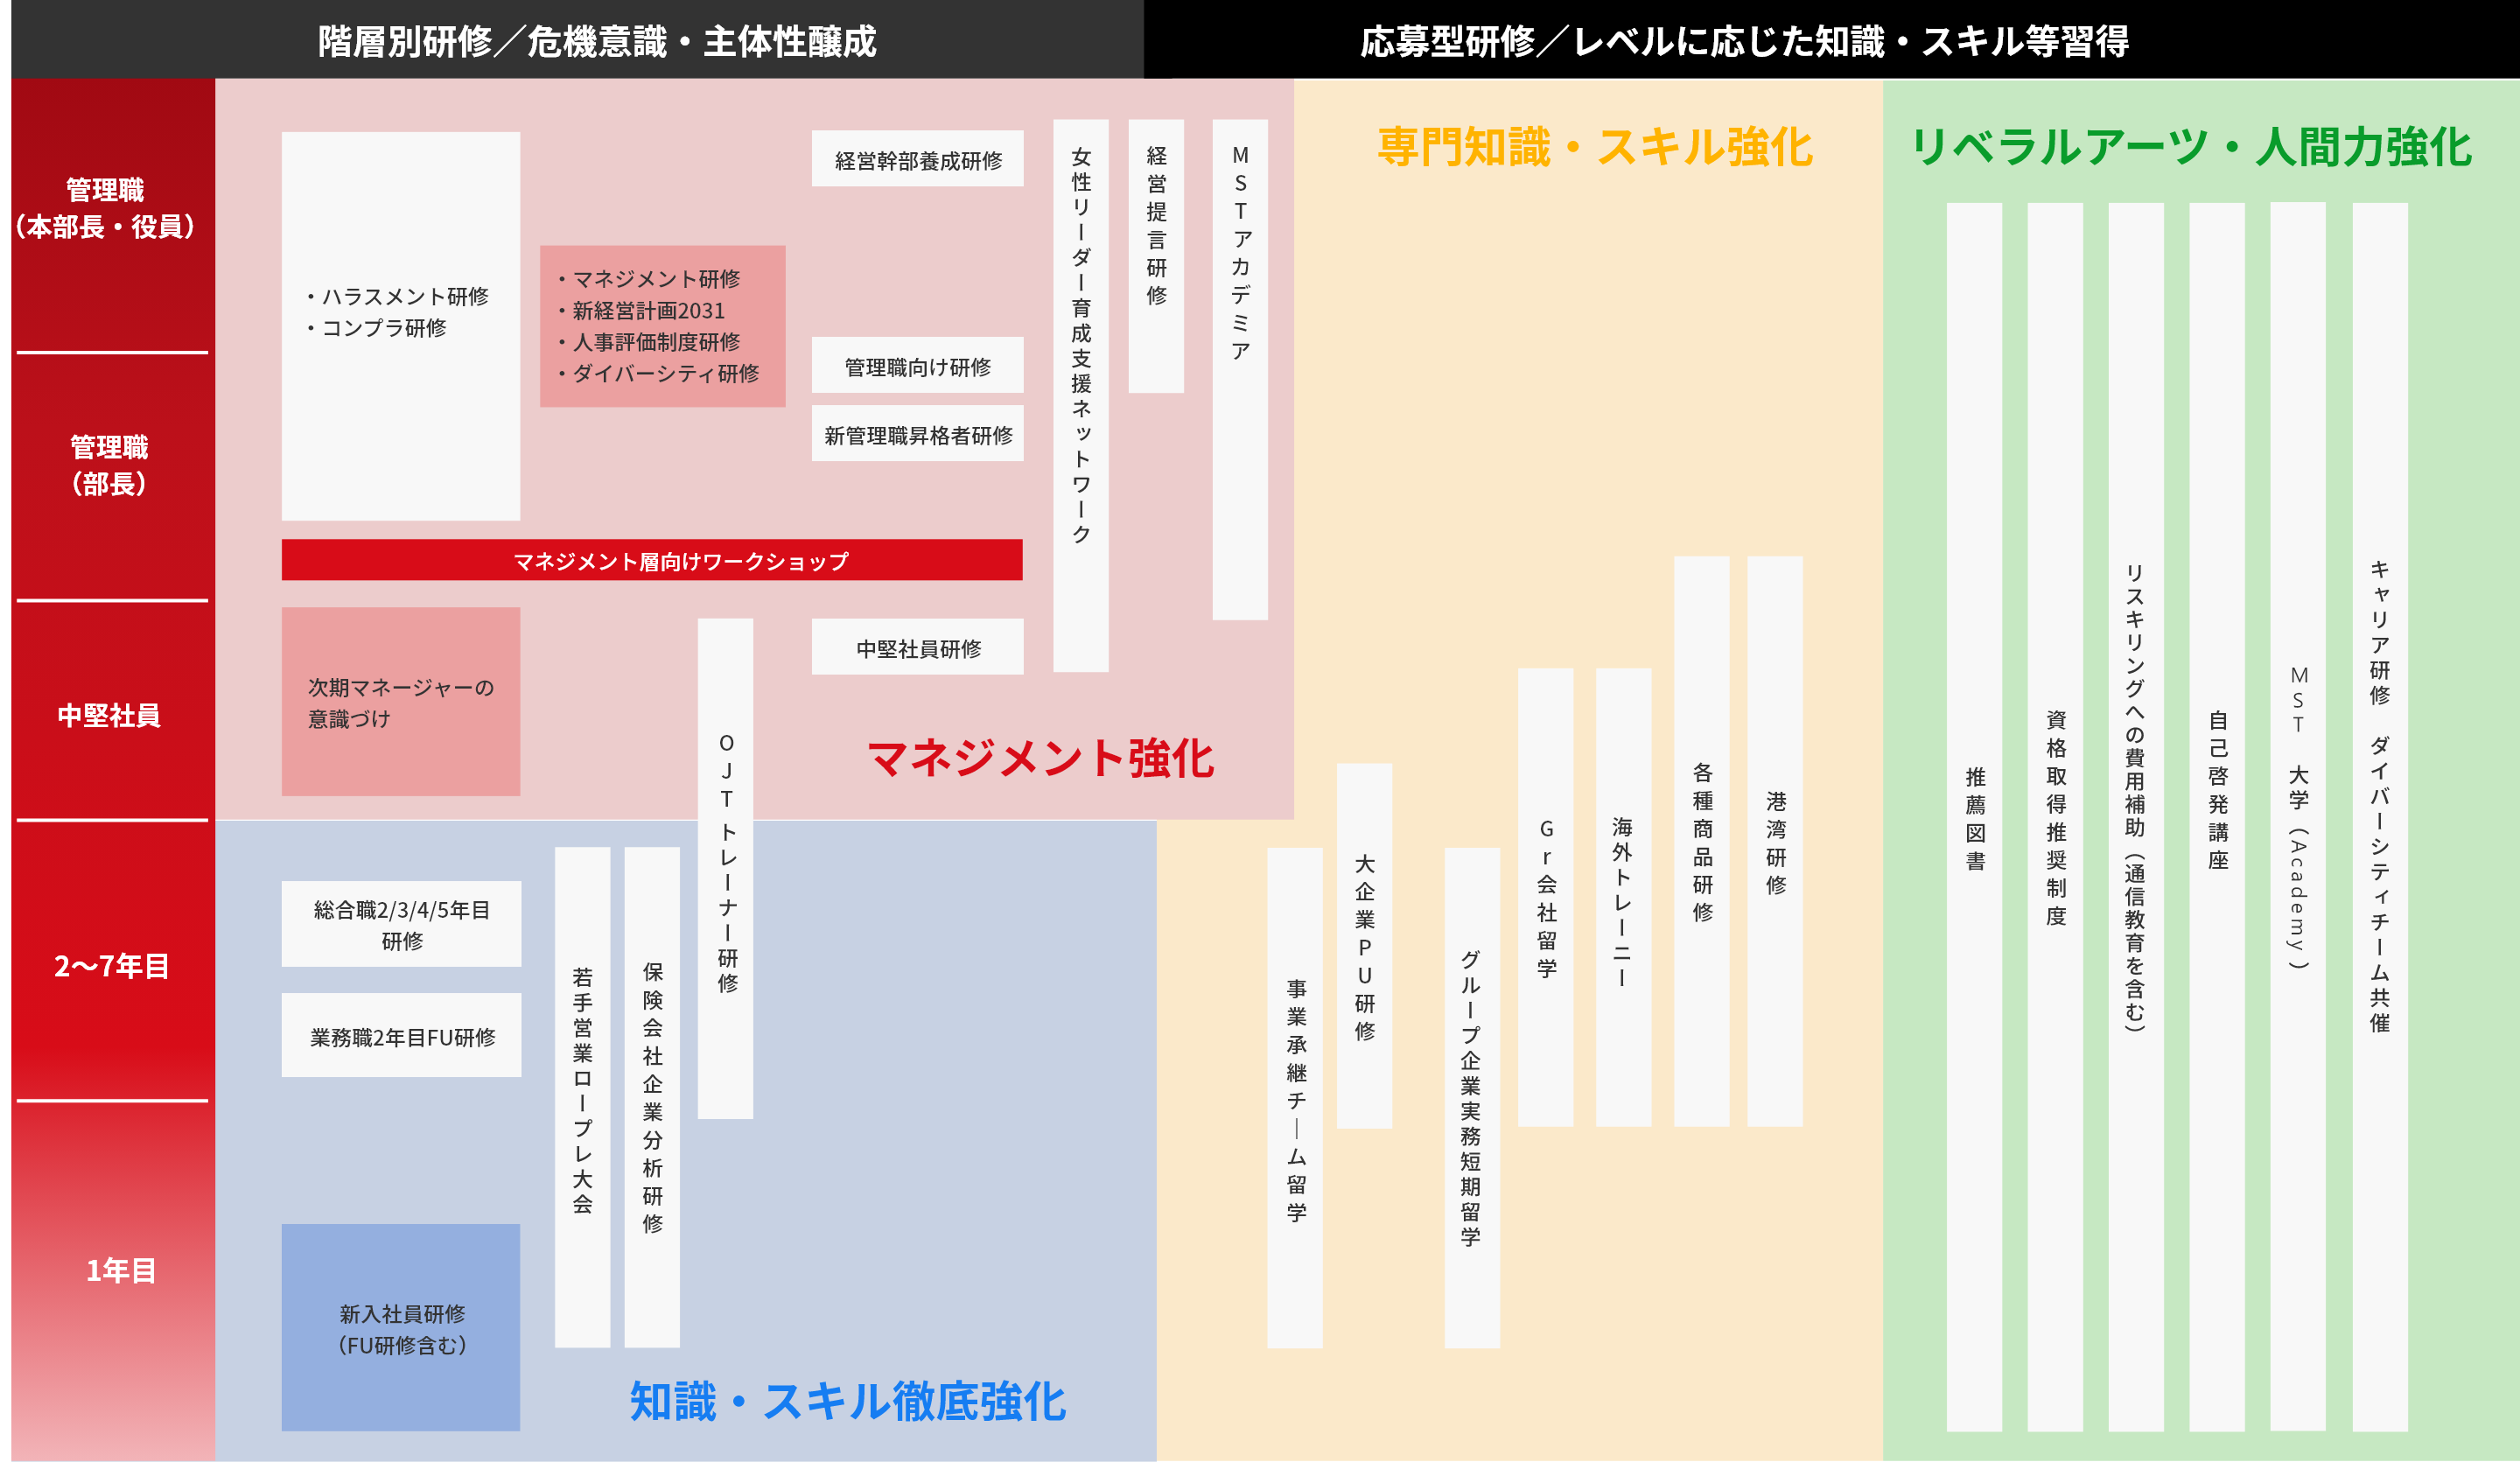 階層別研修／危機意識・主体性醸成
応募型研修／レベルに応じた知識・スキル等習得
管理職
（本部長・役員）
管理職
（部長）
中堅社員
2〜7年目
1年目
・ハラスメント研修
・コンプラ研修
・マネジメント研修
・新経営計画2031
・人事評価制度研修
・ダイバーシティ研修
経営幹部養成研修
管理職向け研修
新管理職昇格者研修
女性リーダー育成支援ネットワーク
経営提言研修
MSTアカデミア
マネジメント層向けワークショップ
次期マネージャーの
意識づけ
OJTトレーナー研修
中堅社員研修
マネジメント強化
総合職2/3/4/5年目
研修
業務職2年目FU研修
若手営業ロープレ大会
保険会社企業分析研修
新入社員研修
（FU研修含む）
知識・スキル徹底強化
専門知識・スキル強化
事業承継チ｜ム留学
大企業PU研修
グループ企業実務短期留学
Gr会社留学
海外トレーニー
各種商品研修
港湾研修
リベラルアーツ・人間力強化
推薦図書
資格取得推奨制度
リスキリングへの費用補助（通信教育を含む）
自己啓発講座
MST　大学（Academy）
キャリア研修　ダイバーシティチーム共催